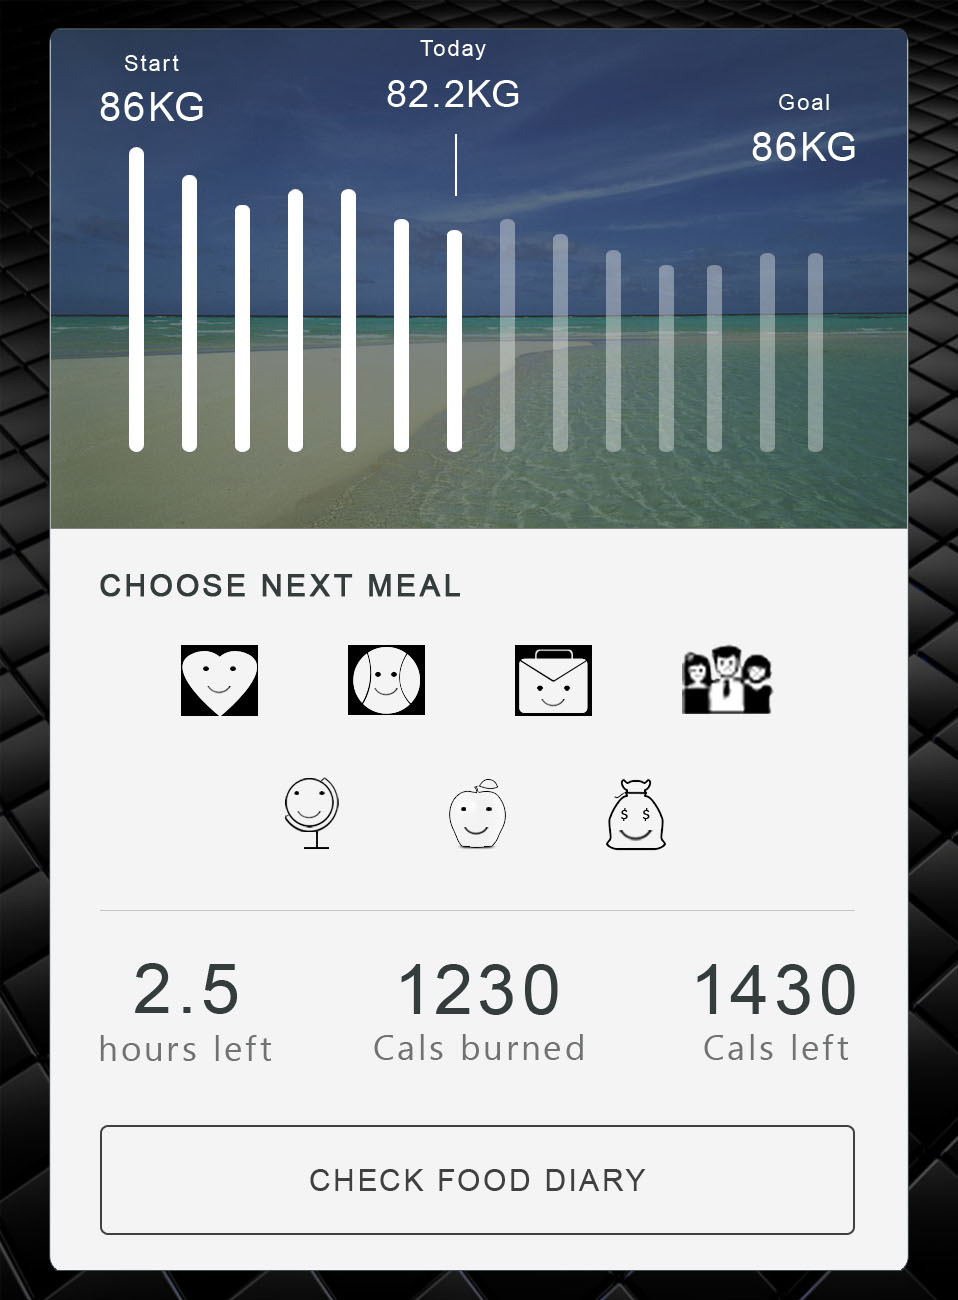 Start
86KG
Today
82.2KG
Goal
86KG
CHOOSE NEXT MEAL
$ $
2.5
hours left
1230
Cals burned
1430
Cals left
CHECK FOOD DIARY